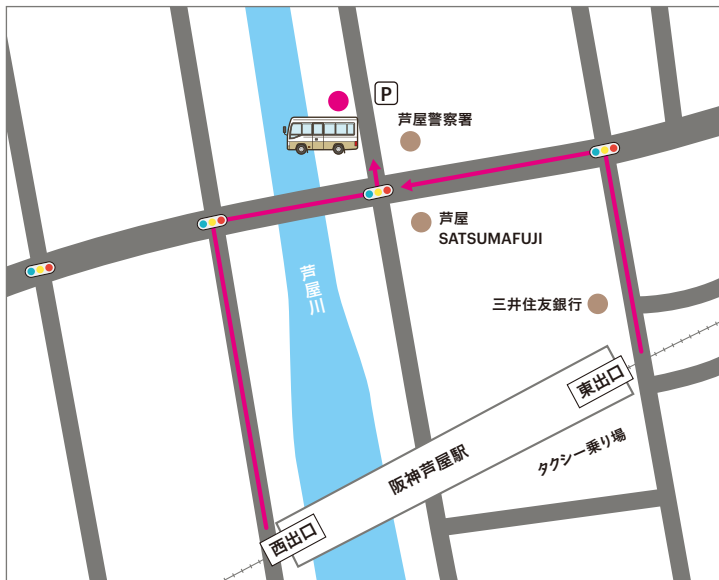 P
芦屋警察署
芦屋
SATSUMAFUJI
芦屋川
三井住友銀行
東出口
タクシー乗り場
阪神芦屋駅
西出口